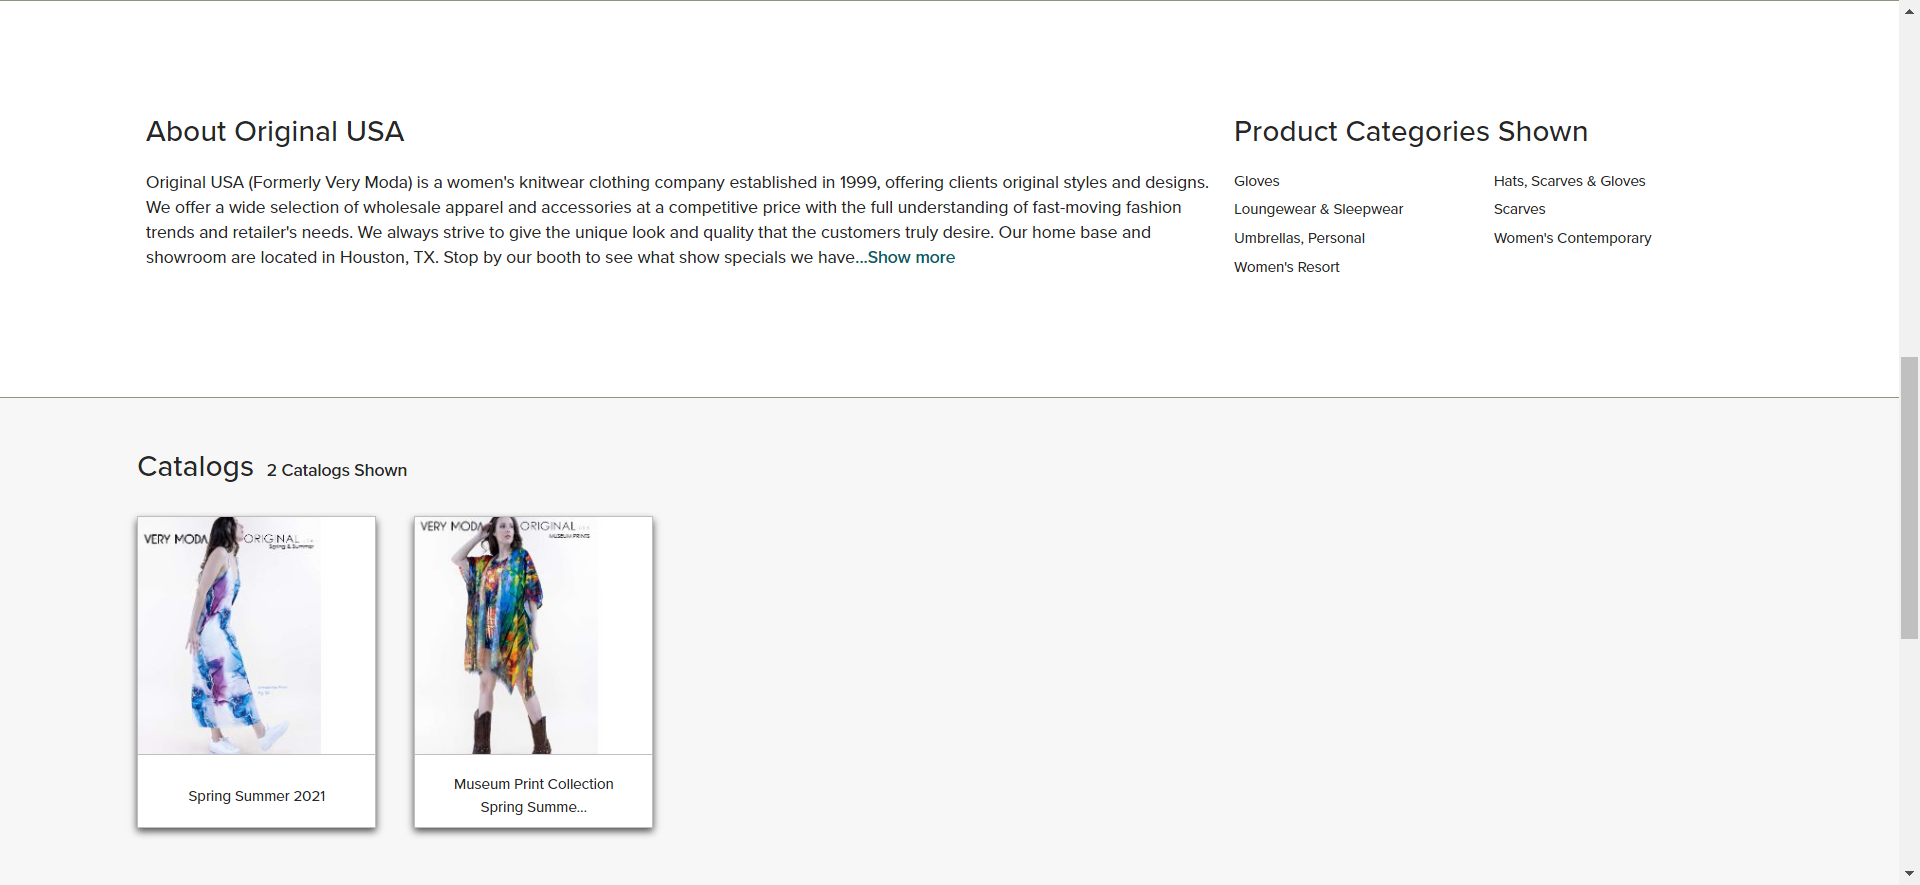 About Original USA
Original USA (Formerly Very Moda) is a women's knitwear clothing company established in 1999, offering clients original styles and designs.
We offer a wide selection of wholesale apparel and accessories at a competitive price with the full understanding of fast-moving fashion
trends and retailer's needs. We always strive to give the unique look and quality that the customers truly desire. Our home base and
showroom are located in Houston, TX. Stop by our booth to see what show specials we have...Show more
Product Categories Shown
Gloves
Hats, Scarves & Gloves
Loungewear & Sleepwear
Scarves
Umbrellas, Personal
Women's Contemporary
Women's Resort
Catalogs 2 Catalogs Shown
VERY MODA ORIGINAL
Spring & Summer
Spring Summer 2021
VERY MODA ORIGINAL
MUSEUM PRINTS
Museum Print Collection
Spring Summe...